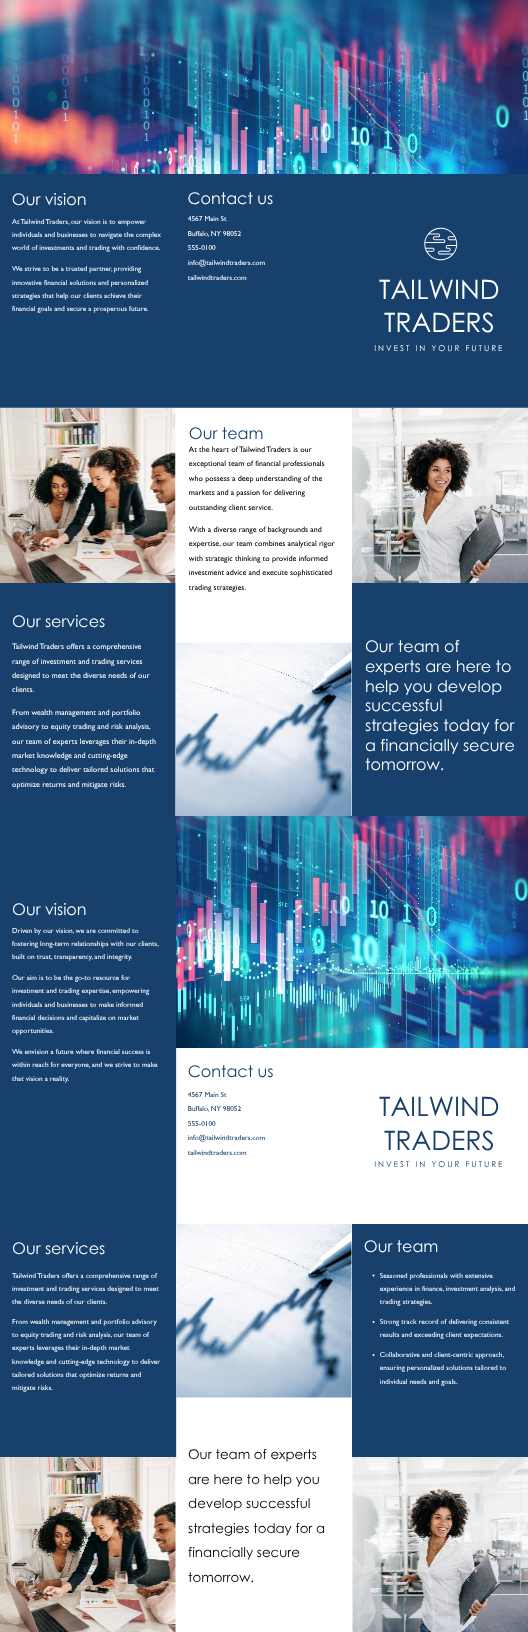 Our vision
At Tailwind Traders, our vision is to empower
individuals and businesses to navigate the complex
world of investments and trading with confidence.
We strive to be a trusted partner, providing
innovative financial solutions and personalized
strategies that help our clients achieve their
financial goals and secure a prosperous future.
Contact us
4567 Main St
Buffalo, NY 98052
555-0100
info@tailwindtraders.com
tailwindtraders.com
TAILWIND
TRADERS
INVEST IN YOUR FUTURE
Our team
At the heart of Tailwind Traders is our
exceptional team of financial professionals
who possess a deep understanding of the
markets and a passion for delivering
outstanding client service.
With a diverse range of backgrounds and
expertise, our team combines analytical rigor
with strategic thinking to provide informed
investment advice and execute sophisticated
trading strategies.
Our services
Tailwind Traders offers a comprehensive
range of investment and trading services
designed to meet the diverse needs of our
clients.
From wealth management and portfolio
advisory to equity trading and risk analysis,
our team of experts leverages their in-depth
market knowledge and cutting-edge
technology to deliver tailored solutions that
optimize returns and mitigate risks.
Our team of
experts are here to
help you develop
successful
strategies today for
a financially secure
tomorrow.
Our vision
Driven by our vision, we are committed to
fostering long-term relationships with our clients,
built on trust, transparency, and integrity.
Our aim is to be the go-to resource for
investment and trading expertise, empowering
individuals and businesses to make informed
financial decisions and capitalize on market
opportunities.
We envision a future where financial success is
within reach for everyone, and we strive to make
that vision a reality.
Contact us
4567 Main St
Buffalo, NY 98052
555-0100
info@tailwindtraders.com
tailwindtraders.com
TAILWIND
TRADERS
INVEST IN YOUR FUTURE
Our services
Tailwind Traders offers a comprehensive range of
investment and trading services designed to meet
the diverse needs of our clients.
From wealth management and portfolio advisory
to equity trading and risk analysis, our team of
experts leverages their in-depth market
knowledge and cutting-edge technology to deliver
tailored solutions that optimize returns and
mitigate risks.
Our team
• Seasoned professionals with extensive
experience in finance, investment analysis, and
trading strategies.
• Strong track record of delivering consistent
results and exceeding client expectations.
• Collaborative and client-centric approach,
ensuring personalized solutions tailored to
individual needs and goals.
Our team of experts
are here to help you
develop successful
strategies today for a
financially secure
tomorrow.